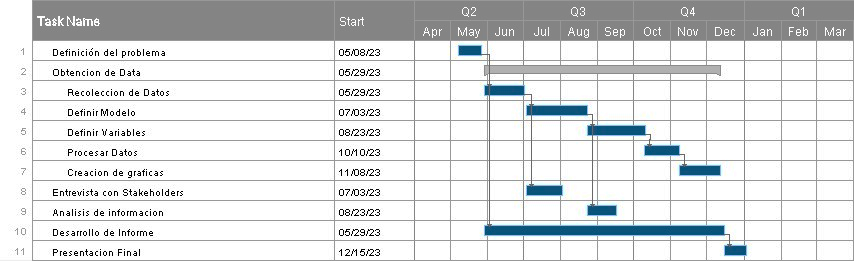 Task Name Start Q2 Q3 Q4 Q1
Apr May Jun Jul Aug Sep Oct Nov Dec Jan Feb Mar
1 Definición del problema 05/08/23
2 Obtencion de Data 05/29/23
3 Recoleccion de Datos 05/29/23
4 Definir Modelo 07/03/23
5 Definir Variables 08/23/23
6 Procesar Datos 10/10/23
7 Creacion de graficas 11/08/23
8 Entrevista con Stakeholders 07/03/23
9 Analisis de informacion 08/23/23
10 Desarrollo de Informe 05/29/23
11 Presentacion Final 12/15/23